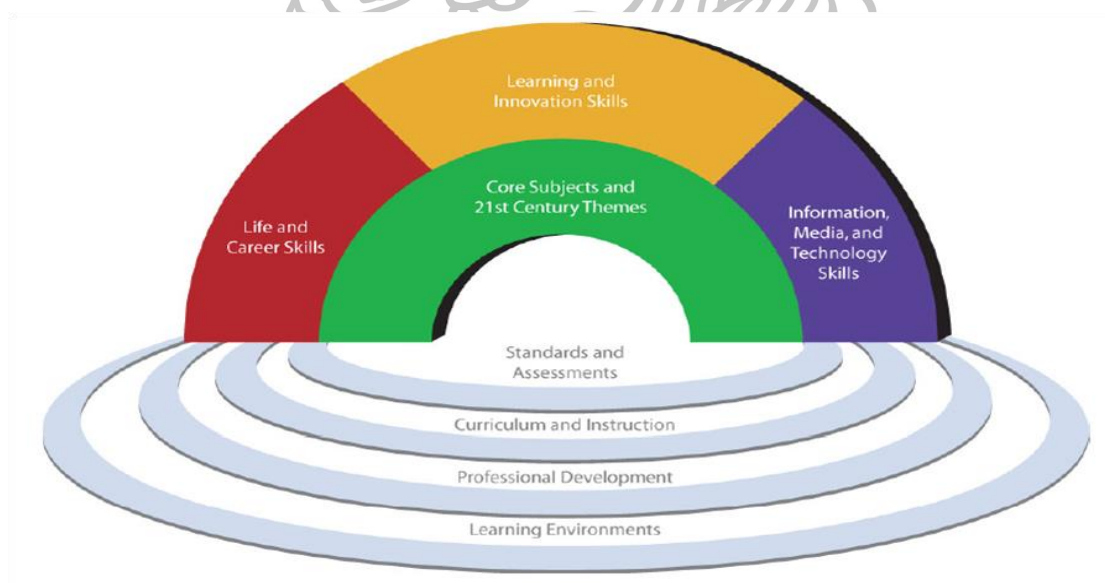 Learning and
Innovation Skills
Core Subjects and
21st Century Themes
Life and
Career Skills
Information,
Media, and
Technology
Skills
Standards and
Assessments
Curriculum and Instruction
Professional Development
Learning Environments